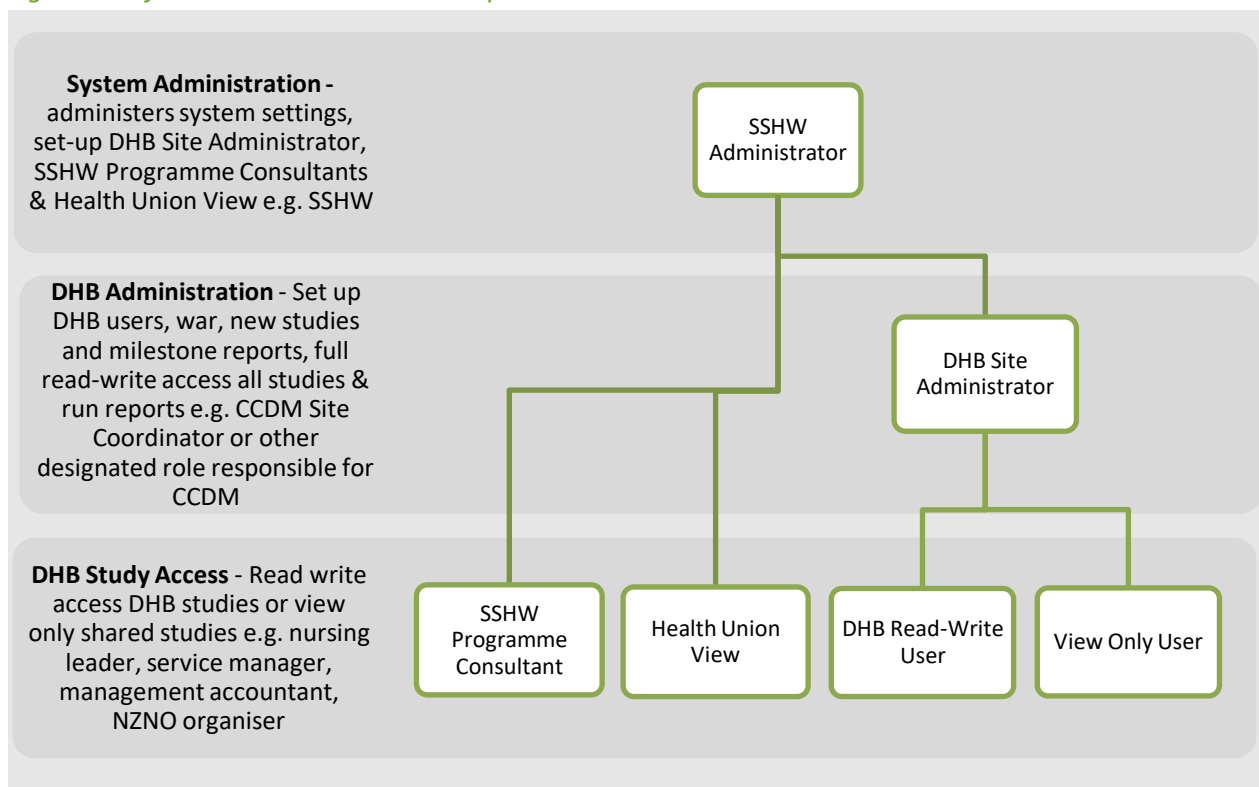 System Administration -
administers system settings,
set-up DHB Site Administrator,
SSHW Programme Consultants
& Health Union View e.g. SSHW
SSHW
Administrator
DHB Administration - Set up
DHB users, war, new studies
and milestone reports, full
read-write access all studies &
run reports e.g. CCDM Site
Coordinator or other
designated role responsible for
CCDM
DHB Site
Administrator
DHB Study Access - Read write
access DHB studies or view
only shared studies e.g. nursing
leader, service manager,
management accountant,
NZNO organiser
SSHW
Programme
Consultant
Health Union
View
DHB Read-Write
User
View Only User